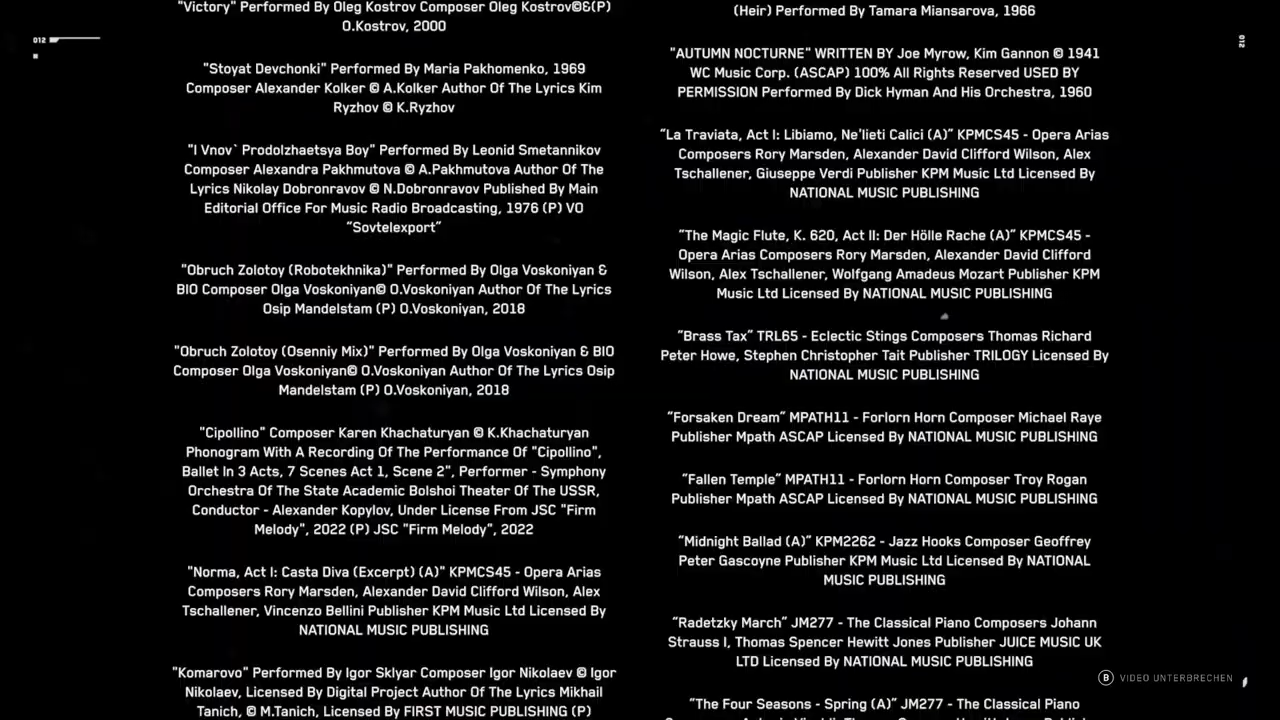 "Victory" Performed By Oleg Kostrov Composer Oleg Kostrov©&(P)
O.Kostrov, 2000
"Stoyat Devchonki" Performed By Maria Pakhomenko, 1969
Composer Alexander Kolker © A.Kolker Author Of The Lyrics Kim
Ryzhov © K.Ryzhov
"I Vnov` Prodolzhaetsya Boy" Performed By Leonid Smetannikov
Composer Alexandra Pakhmutova © A.Pakhmutova Author Of The
Lyrics Nikolay Dobronravov © N.Dobronravov Published By Main
Editorial Office For Music Radio Broadcasting, 1976 (P) VO
“Sovtelexport”
"Obruch Zolotoy (Robotekhnika)" Performed By Olga Voskoniyan &
BIO Composer Olga Voskoniyan© O.Voskoniyan Author Of The Lyrics
Osip Mandelstam (P) O.Voskoniyan, 2018
"Obruch Zolotoy (Osenniy Mix)" Performed By Olga Voskoniyan & BIO
Composer Olga Voskoniyan© O.Voskoniyan Author Of The Lyrics Osip
Mandelstam (P) O.Voskoniyan, 2018
"Cipollino" Composer Karen Khachaturyan © K.Khachaturyan
Phonogram With A Recording Of The Performance Of "Cipollino",
Ballet In 3 Acts, 7 Scenes Act 1, Scene 2", Performer - Symphony
Orchestra Of The State Academic Bolshoi Theater Of The USSR,
Conductor - Alexander Kopylov, Under License From JSC "Firm
Melody", 2022 (P) JSC "Firm Melody", 2022
"Norma, Act I: Casta Diva (Excerpt) (A)" KPMCS45 - Opera Arias
Composers Rory Marsden, Alexander David Clifford Wilson, Alex
Tschallener, Vincenzo Bellini Publisher KPM Music Ltd Licensed By
NATIONAL MUSIC PUBLISHING
"Komarovo" Performed By Igor Sklyar Composer Igor Nikolaev © Igor
Nikolaev, Licensed By Digital Project Author Of The Lyrics Mikhail
Tanich, © M.Tanich, Licensed By FIRST MUSIC PUBLISHING (P)
(Heir) Performed By Tamara Miansarova, 1966
"AUTUMN NOCTURNE" WRITTEN BY Joe Myrow, Kim Gannon © 1941
WC Music Corp. (ASCAP) 100% All Rights Reserved USED BY
PERMISSION Performed By Dick Hyman And His Orchestra, 1960
“La Traviata, Act I: Libiamo, Ne'lieti Calici (A)” KPMCS45 - Opera Arias
Composers Rory Marsden, Alexander David Clifford Wilson, Alex
Tschallener, Giuseppe Verdi Publisher KPM Music Ltd Licensed By
NATIONAL MUSIC PUBLISHING
“The Magic Flute, K. 620, Act II: Der Hölle Rache (A)” KPMCS45 -
Opera Arias Composers Rory Marsden, Alexander David Clifford
Wilson, Alex Tschallener, Wolfgang Amadeus Mozart Publisher KPM
Music Ltd Licensed By NATIONAL MUSIC PUBLISHING
“Brass Tax” TRL65 - Eclectic Stings Composers Thomas Richard
Peter Howe, Stephen Christopher Tait Publisher TRILOGY Licensed By
NATIONAL MUSIC PUBLISHING
“Forsaken Dream” MPATH11 - Forlorn Horn Composer Michael Raye
Publisher Mpath ASCAP Licensed By NATIONAL MUSIC PUBLISHING
“Fallen Temple” MPATH11 - Forlorn Horn Composer Troy Rogan
Publisher Mpath ASCAP Licensed By NATIONAL MUSIC PUBLISHING
“Midnight Ballad (A)” KPM2262 - Jazz Hooks Composer Geoffrey
Peter Gascoyne Publisher KPM Music Ltd Licensed By NATIONAL
MUSIC PUBLISHING
“Radetzky March” JM277 - The Classical Piano Composers Johann
Strauss I, Thomas Spencer Hewitt Jones Publisher JUICE MUSIC UK
LTD Licensed By NATIONAL MUSIC PUBLISHING
“The Four Seasons - Spring (A)” JM277 - The Classical Piano
012
012
B VIDEO UNTERBRECHEN